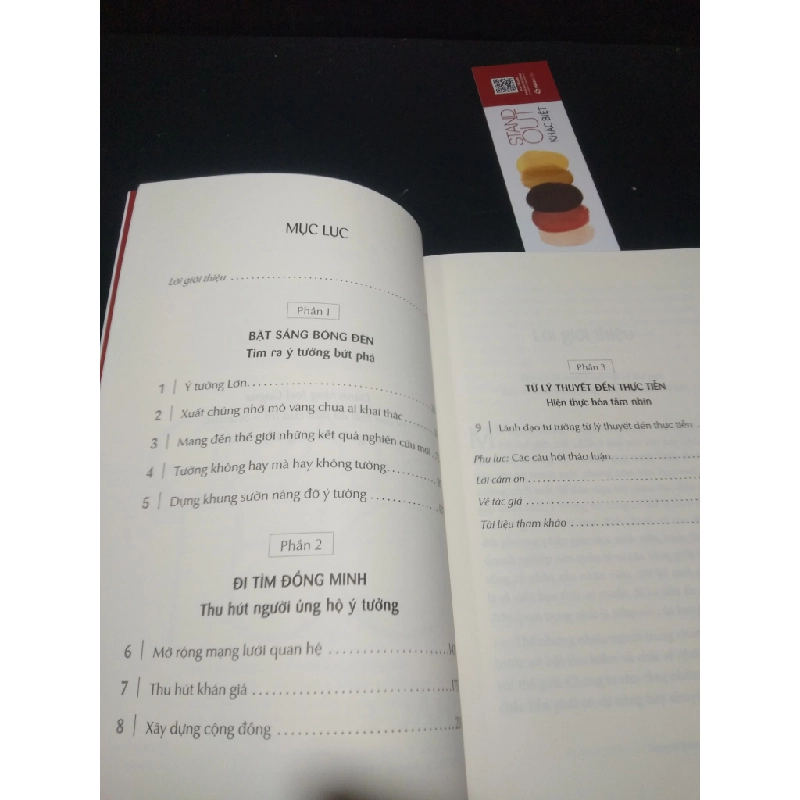 STAND
OUT
KHÁC BIỆT
MỤC LỤC
Lời giới thiệu
Phần 1
BẬT SÁNG BÓNG ĐÈN
Tìm ra ý tưởng bứt phá
1 | Ý tưởng Lớn
2 | Xuất chúng nhờ mỏ vàng chưa ai khai thác
3 | Mang đến thế giới những kết quả nghiên cứu mới
4 | Tưởng không hay mà hay không tưởng
5 | Dựng khung sườn nâng đỡ ý tưởng
Phần 2
ĐI TÌM ĐỒNG MINH
Thu hút người ủng hộ ý tưởng
6 | Mở rộng mạng lưới quan hệ
7 | Thu hút khán giả
8 | Xây dựng cộng đồng
Phần 3
TỪ LÝ THUYẾT ĐẾN THỰC TIỄN
Hiện thực hóa tầm nhìn
9 | Lãnh đạo tư tưởng từ lý thuyết đến thực tiễn
Phụ lục: Các câu hỏi thảo luận
Lời cảm ơn
Về tác giả
Tài liệu tham khảo